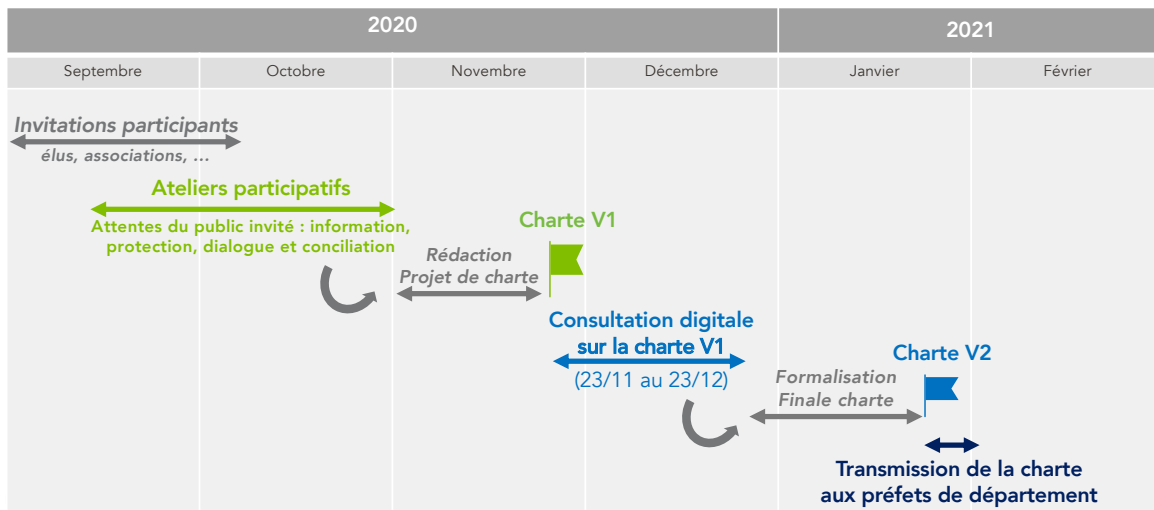 2020
2021
Septembre
Octobre
Novembre
Décembre
Janvier
Février
Invitations participants
élus, associations, ...
Ateliers participatifs
Attentes du public invité : information,
protection, dialogue et conciliation
Charte V1
Rédaction
Projet de charte
Consultation digitale
sur la charte V1
(23/11 au 23/12)
Charte V2
Formalisation
Finale charte
Transmission de la charte
aux préfets de département